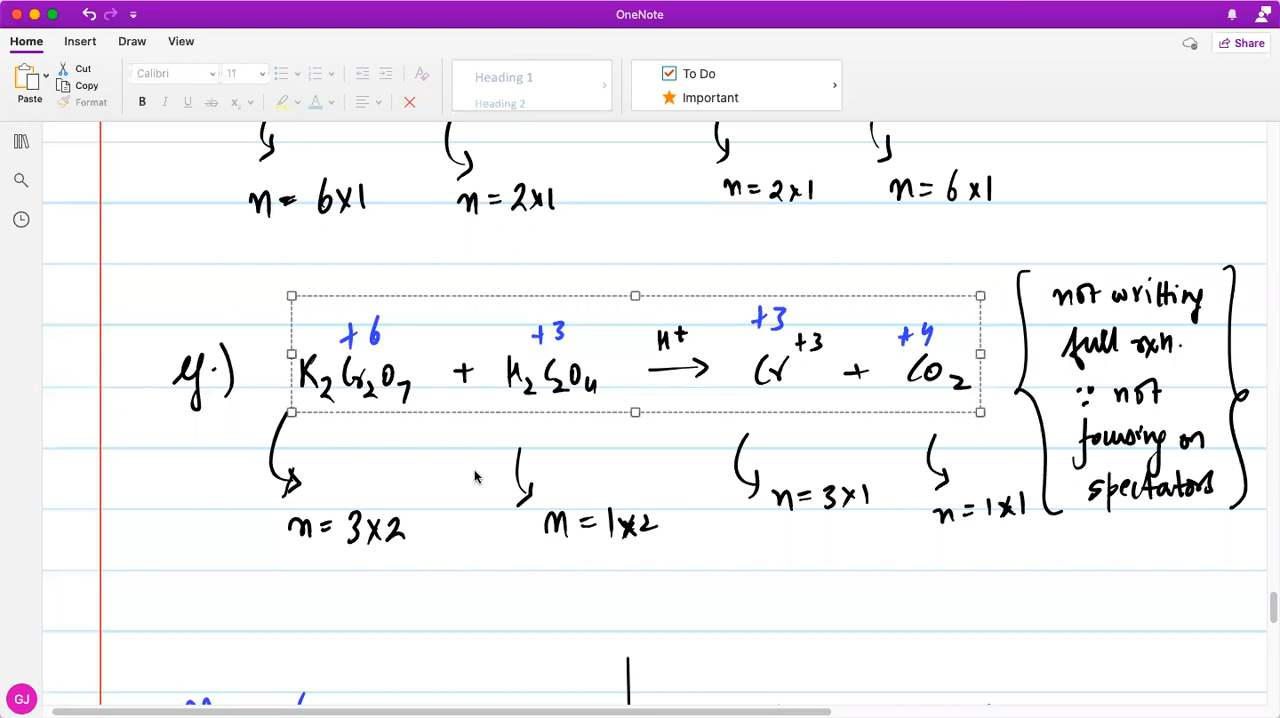 OneNote
Home Insert Draw View Share
Paste Cut Copy Format
Calibri 11
B I U ab x
Heading 1
Heading 2
To Do
Important
n = 6×1 n = 2×1 n = 2×1 n = 6×1
+6 +3 +3 +4
eg.) K2Cr2O7 + H2C2O4 H+ → Cr+3 + CO2
n = 3×2 n = 1×2 n = 3×1 n = 1×1
not writting
full rxn.
∵ not
focusing on
spectators
GJ